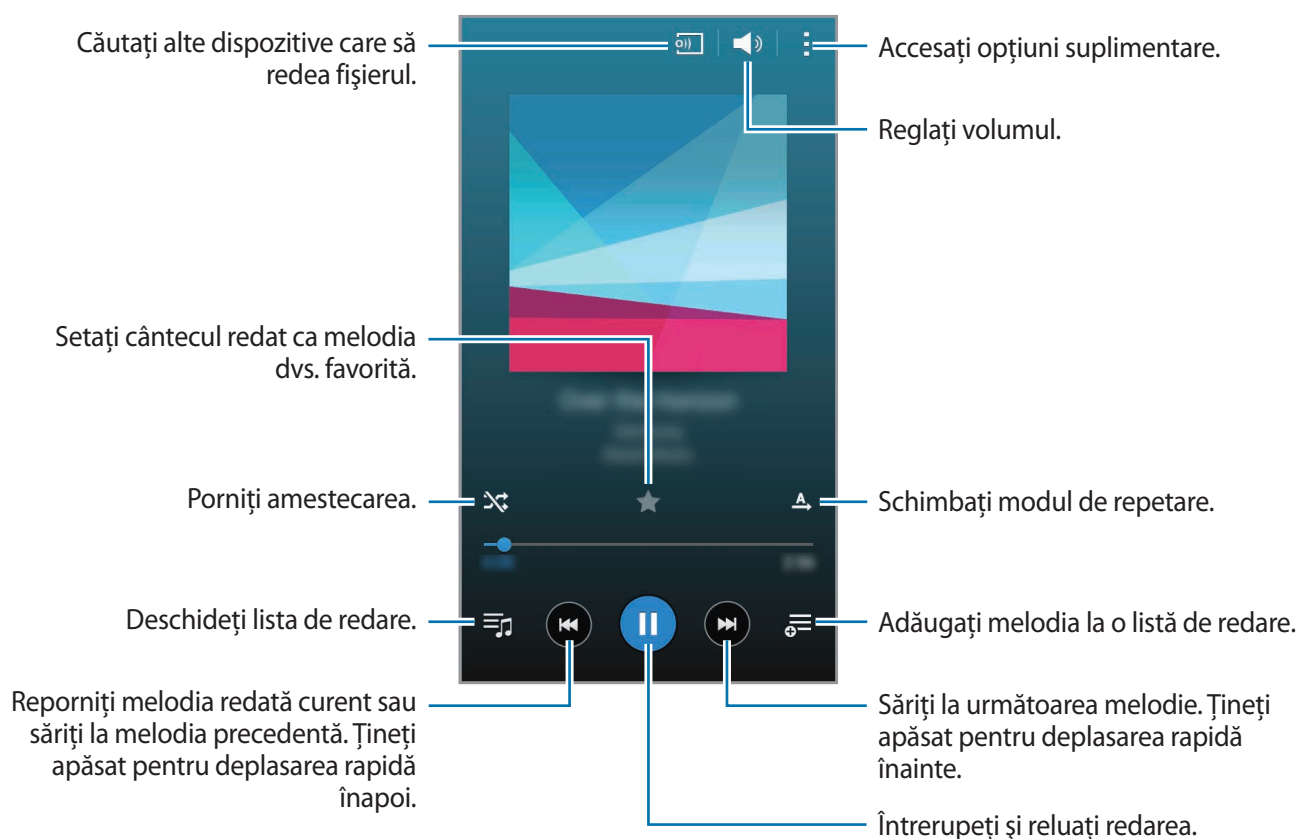 Căutați alte dispozitive care să
redea fişierul.
Accesați opțiuni suplimentare.
Reglați volumul.
Setați cântecul redat ca melodia
dvs. favorită.
Porniți amestecarea.
A
Schimbați modul de repetare.
Deschideți lista de redare.
Adăugați melodia la o listă de redare.
Reporniți melodia redată curent sau
săriți la melodia precedentă. Țineți
apăsat pentru deplasarea rapidă
înapoi.
Săriți la următoarea melodie. Țineți
apăsat pentru deplasarea rapidă
înainte.
Întrerupeți şi reluați redarea.